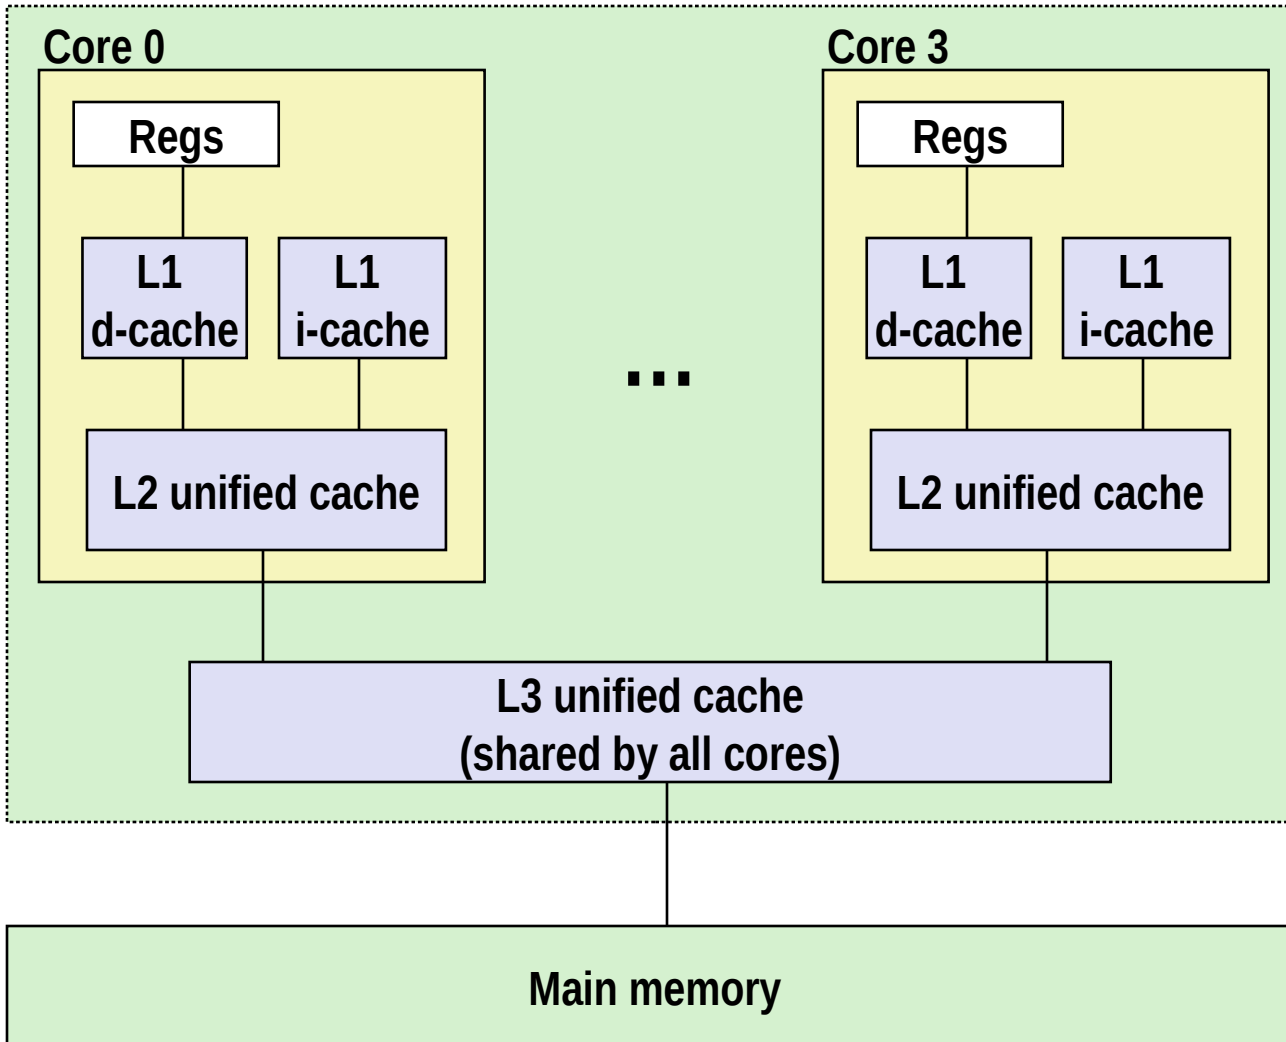 Core 0
Core 3
Regs
Regs
L1
d-cache
L1
i-cache
L1
d-cache
L1
i-cache
...
L2 unified cache
L2 unified cache
L3 unified cache
(shared by all cores)
Main memory